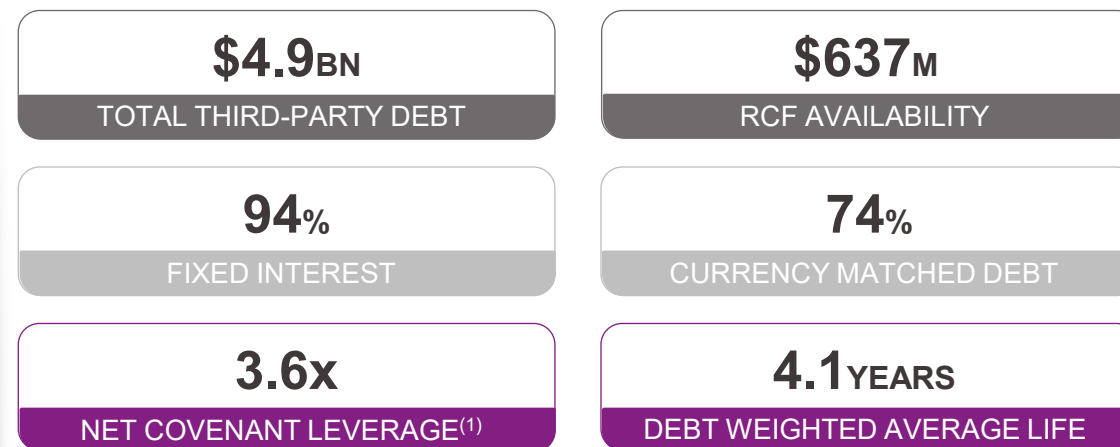 $4.9BN
TOTAL THIRD-PARTY DEBT
$637M
RCF AVAILABILITY
94%
FIXED INTEREST
74%
CURRENCY MATCHED DEBT
3.6x
NET COVENANT LEVERAGE(1)
4.1YEARS
DEBT WEIGHTED AVERAGE LIFE